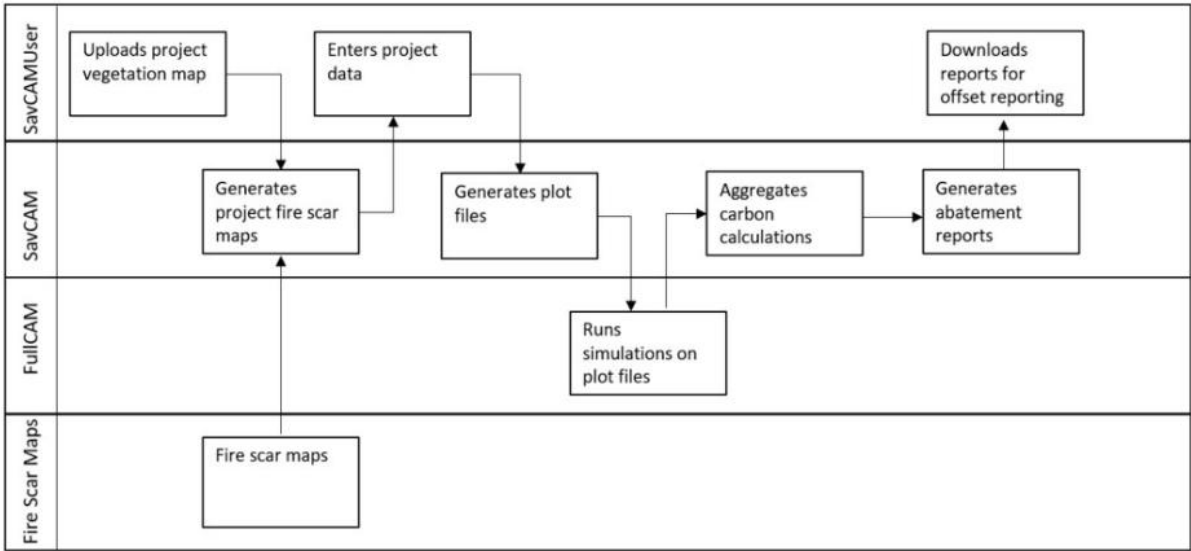 SavCAMUser
Uploads project
vegetation map
Enters project
data
Downloads
reports for
offset reporting
SavCAM
Generates
project fire scar
maps
Generates plot
files
Aggregates
carbon
calculations
Generates
abatement
reports
FullCAM
Runs
simulations on
plot files
Fire Scar Maps
Fire scar maps